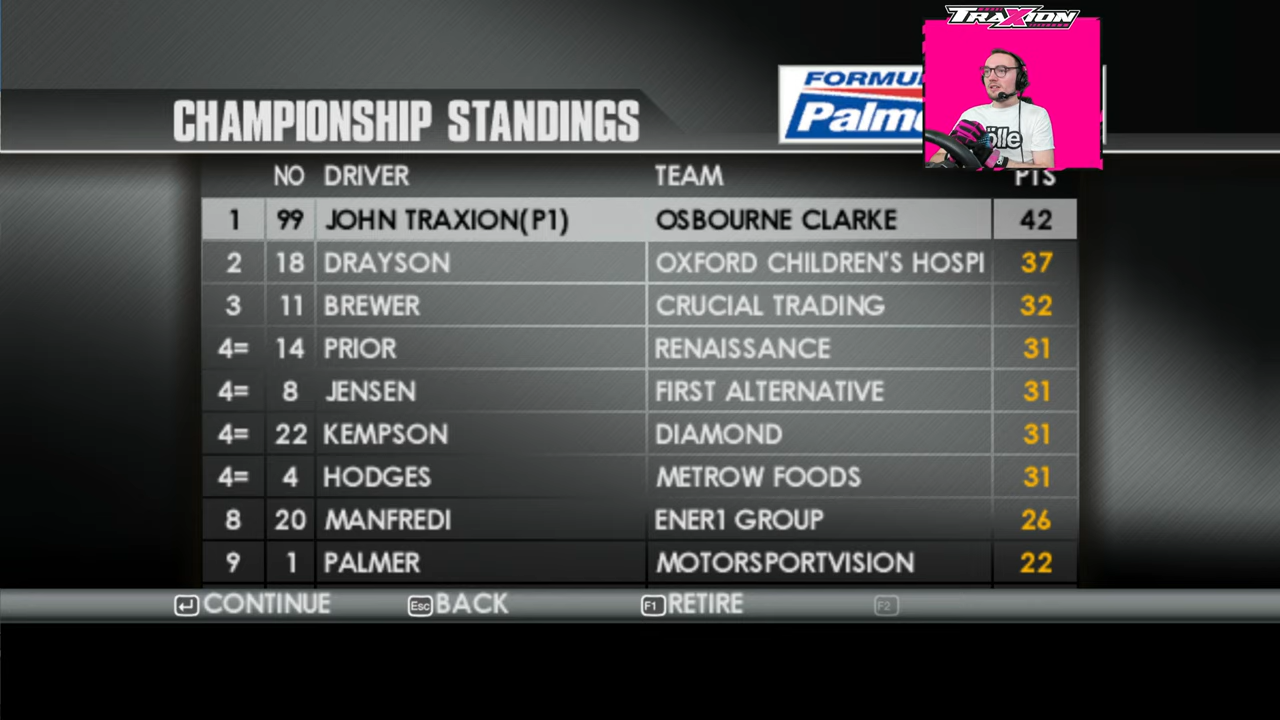 TRAXION
FORMUL
Palme
CHAMPIONSHIP STANDINGS
NO DRIVER TEAM PTS
1 99 JOHN TRAXION(P1) OSBOURNE CLARKE 42
2 18 DRAYSON OXFORD CHILDREN'S HOSPI 37
3 11 BREWER CRUCIAL TRADING 32
4= 14 PRIOR RENAISSANCE 31
4= 8 JENSEN FIRST ALTERNATIVE 31
4= 22 KEMPSON DIAMOND 31
4= 4 HODGES METROW FOODS 31
8 20 MANFREDI ENER1 GROUP 26
9 1 PALMER MOTORSPORTVISION 22
CONTINUE Esc BACK F1 RETIRE F2